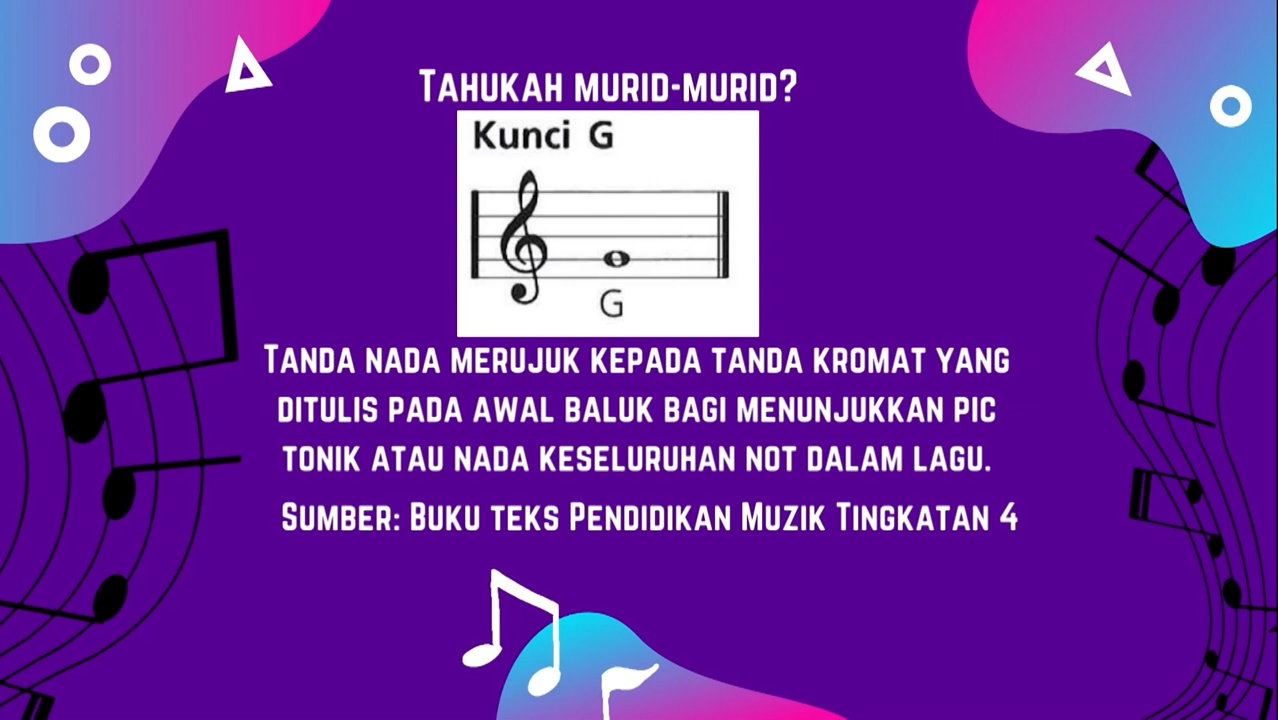 TAHUKAH MURID-MURID?
Kunci G
G
TANDA NADA MERUJUK KEPADA TANDA KROMAT YANG
DITULIS PADA AWAL BALUK BAGI MENUNJUKKAN PIC
TONIK ATAU NADA KESELURUHAN NOT DALAM LAGU.
SUMBER: BUKU TEKS PENDIDIKAN MUZIK TINGKATAN 4